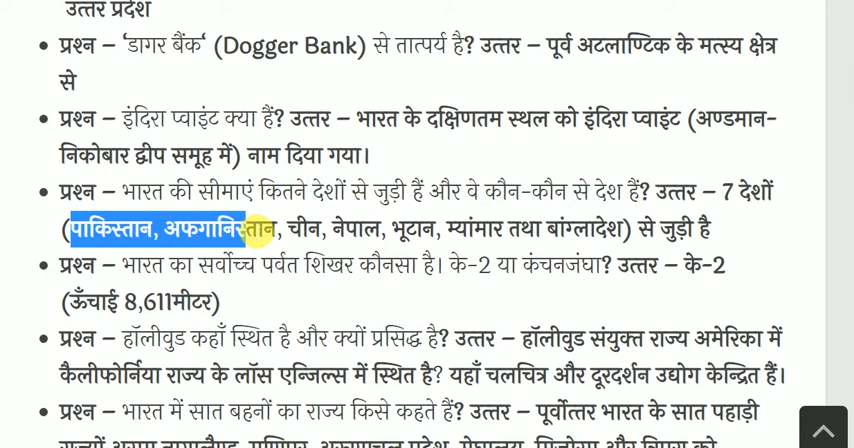 उत्तर प्रदेश
प्रश्न – ‘डागर बैंक‘ (Dogger Bank) से तात्पर्य है? उत्तर – पूर्व अटलाण्टिक के मत्स्य क्षेत्र
से
प्रश्न – इंदिरा प्वाइंट क्या हैं? उत्तर – भारत के दक्षिणतम स्थल को इंदिरा प्वाइंट (अण्डमान-
निकोबार द्वीप समूह में) नाम दिया गया।
प्रश्न – भारत की सीमाएं कितने देशों से जुड़ी हैं और वे कौन-कौन से देश हैं? उत्तर – 7 देशों
(पाकिस्तान, अफगानिस्तान, चीन, नेपाल, भूटान, म्यांमार तथा बांग्लादेश) से जुड़ी है
प्रश्न – भारत का सर्वोच्च पर्वत शिखर कौनसा है। के-2 या कंचनजंघा? उत्तर – के-2
(ऊँचाई 8,611मीटर)
प्रश्न – हॉलीवुड कहाँ स्थित है और क्यों प्रसिद्ध है? उत्तर – हॉलीवुड संयुक्त राज्य अमेरिका में
कैलीफोर्निया राज्य के लॉस एन्जिल्स में स्थित है? यहाँ चलचित्र और दूरदर्शन उद्योग केन्द्रित हैं।
प्रश्न – भारत में सात बहनों का राज्य किसे कहते हैं? उत्तर – पूर्वोत्तर भारत के सात पहाड़ी